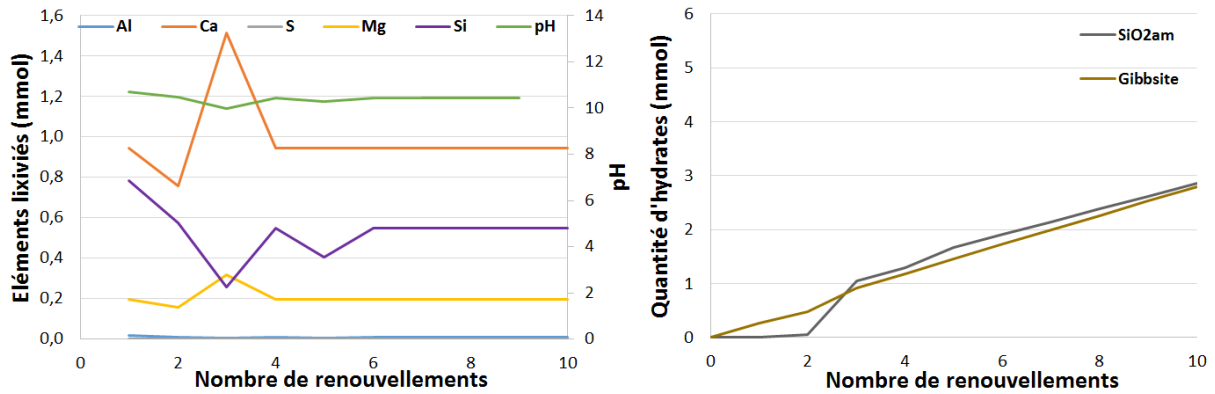 Al Ca S Mg Si pH
Eléments lixiviés (mmol)
1,6
1,4
1,2
1,0
0,8
0,6
0,4
0,2
0,0
14
12
10
8
6
4
2
0
pH
0 2 4 6 8 10
Nombre de renouvellements
SiO2am
Gibbsite
Quantité d'hydrates (mmol)
6
5
4
3
2
1
0
0 2 4 6 8 10
Nombre de renouvellements